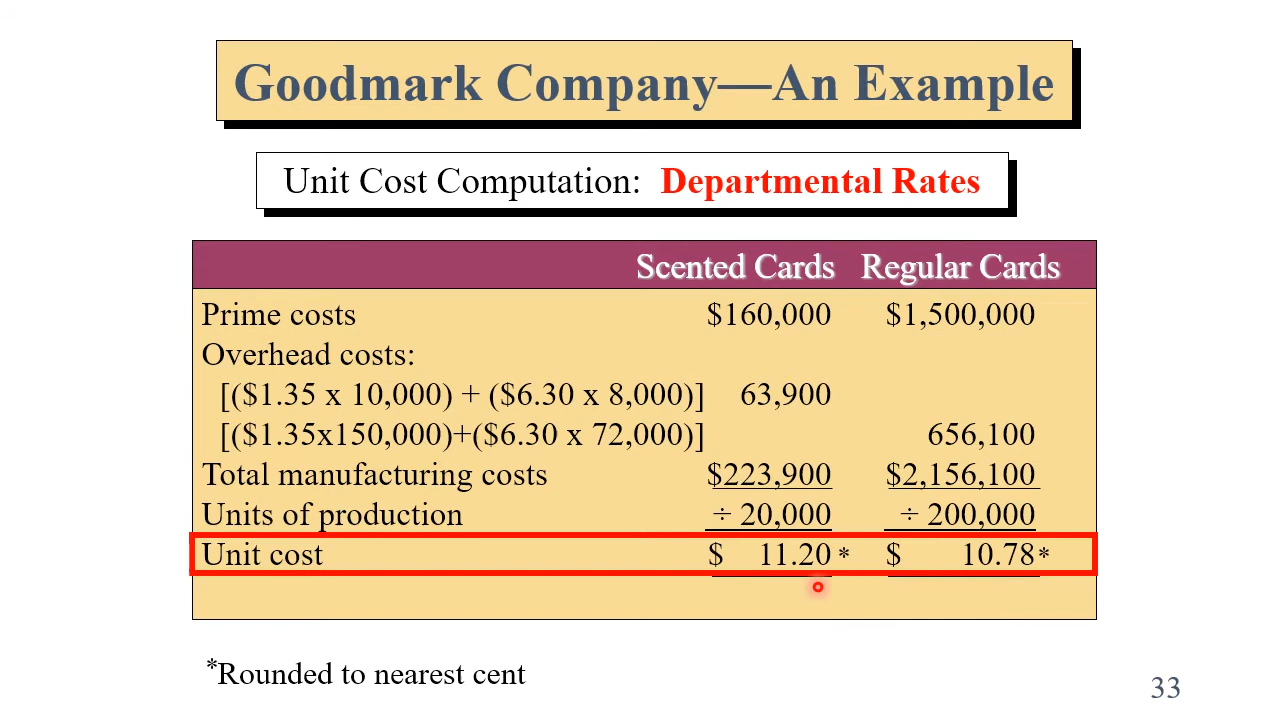 Goodmark Company—An Example
Unit Cost Computation: Departmental Rates
Scented Cards Regular Cards
Prime costs $160,000 $1,500,000
Overhead costs:
[($1.35 x 10,000) + ($6.30 x 8,000)] 63,900
[($1.35x150,000)+($6.30 x 72,000)] 656,100
Total manufacturing costs $223,900 $2,156,100
Units of production ÷ 20,000 ÷ 200,000
Unit cost $ 11.20* $ 10.78*
*Rounded to nearest cent
33